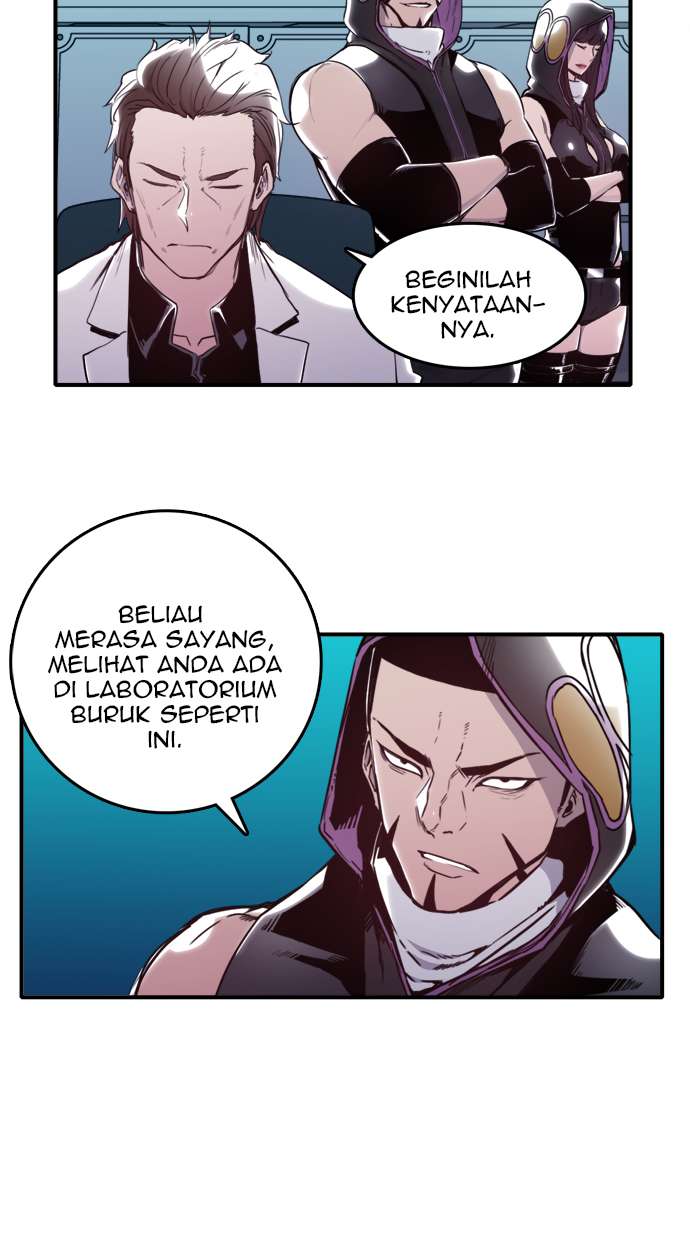 BEGINILAH
KENYATAAN-
NYA.
BELIAU
MERASA SAYANG,
MELIHAT ANDA ADA
DI LABORATORIUM
BURUK SEPERTI
INI.